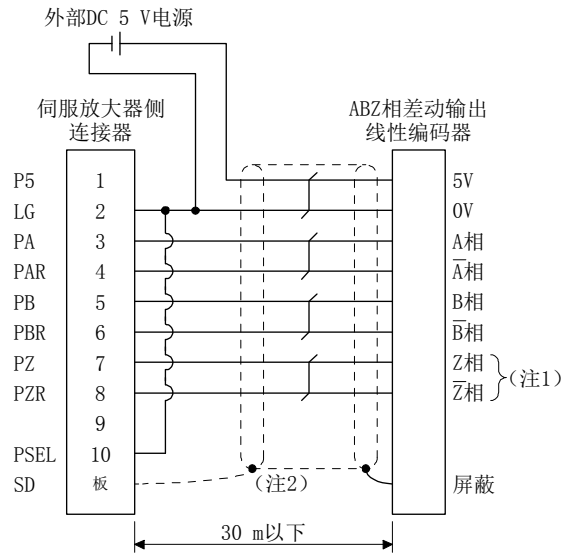 外部DC 5 V电源
伺服放大器侧
连接器
ABZ相差动输出
线性编码器
P5 1 5V
LG 2 0V
PA 3 A相
PAR 4 A̅相
PB 5 B相
PBR 6 B̅相
PZ 7 Z相
(注1)
PZR 8 Z̅相
9
PSEL 10
SD 板 (注2) 屏蔽
30 m以下